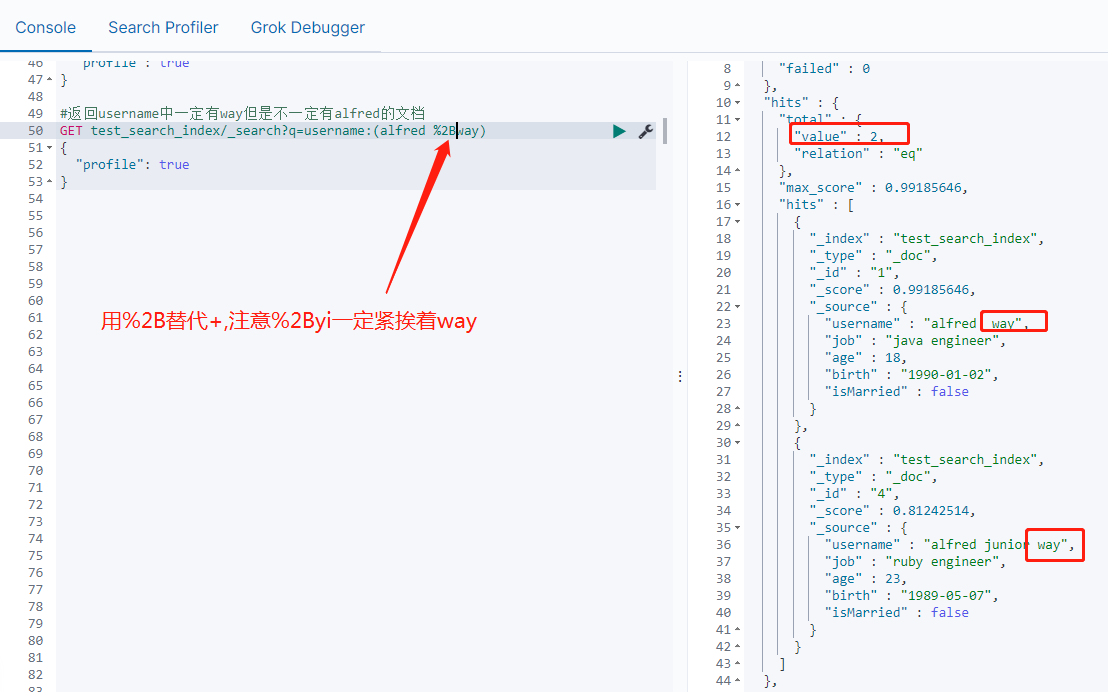 Console Search Profiler Grok Debugger
46 "profile": true
47 }
48
49 #返回username中一定有way但是不一定有alfred的文档
50 GET test_search_index/_search?q=username:(alfred %2Bway)
51 {
52 "profile": true
53 }
54
55
56
57
58
59
60
61
62
63
64
65
66
67
68
69
70
71
72
73
74
75
76
77
78
79
80
81
82
83
用%2B替代+,注意%2Byi一定紧挨着way
8 "failed" : 0
9 },
10 "hits" : {
11 "total" : {
12 "value" : 2,
13 "relation" : "eq"
14 },
15 "max_score" : 0.99185646,
16 "hits" : [
17 {
18 "_index" : "test_search_index",
19 "_type" : "_doc",
20 "_id" : "1",
21 "_score" : 0.99185646,
22 "_source" : {
23 "username" : "alfred way",
24 "job" : "java engineer",
25 "age" : 18,
26 "birth" : "1990-01-02",
27 "isMarried" : false
28 }
29 },
30 {
31 "_index" : "test_search_index",
32 "_type" : "_doc",
33 "_id" : "4",
34 "_score" : 0.81242514,
35 "_source" : {
36 "username" : "alfred junior way",
37 "job" : "ruby engineer",
38 "age" : 23,
39 "birth" : "1989-05-07",
40 "isMarried" : false
41 }
42 }
43 ]
44 },